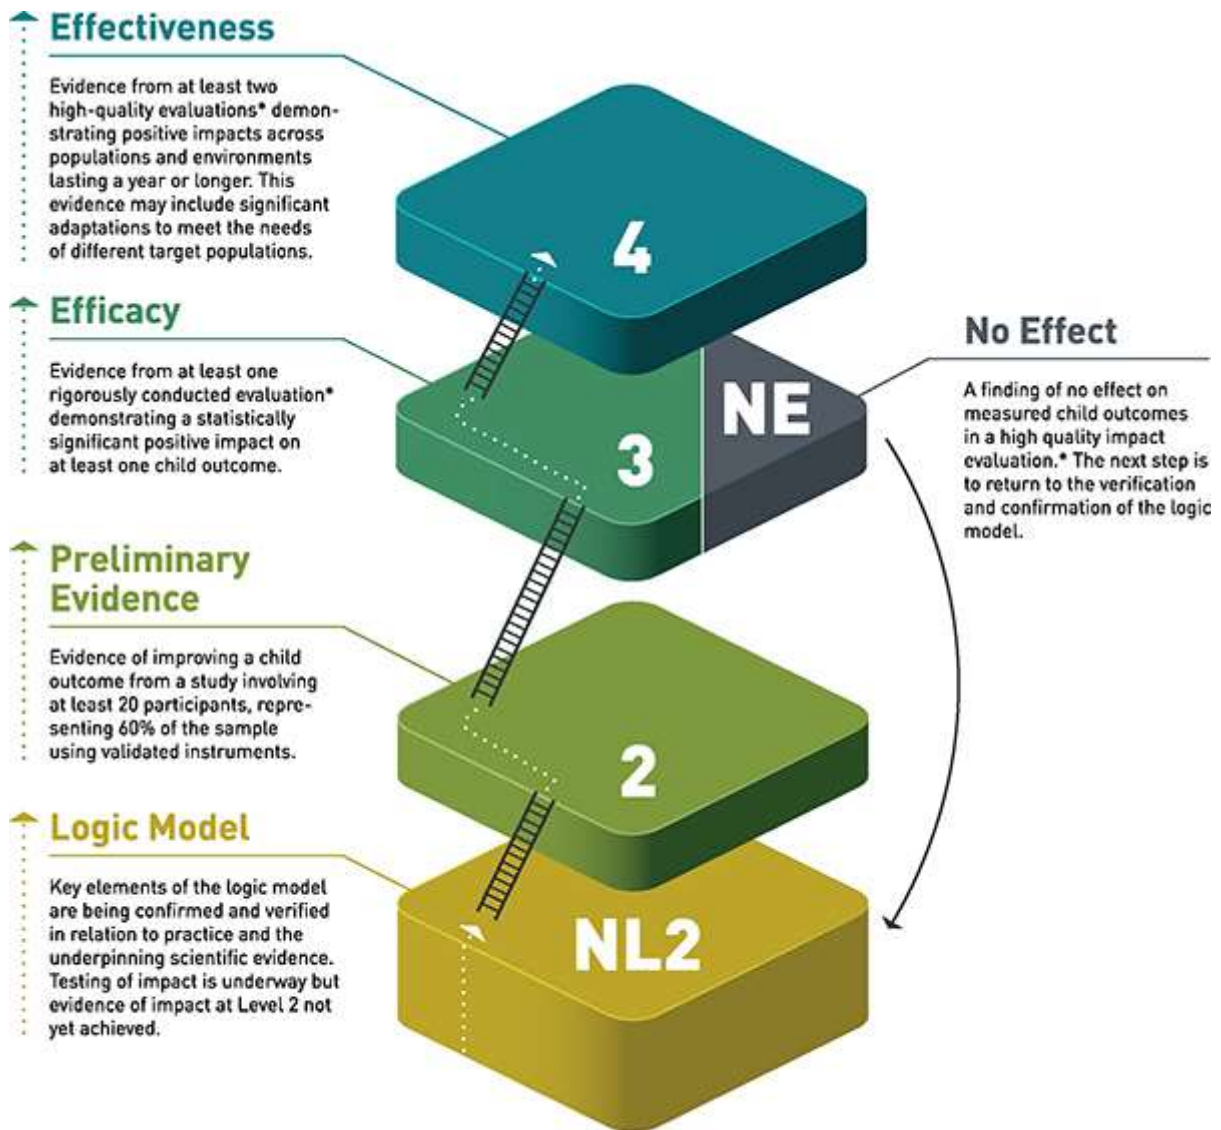 Effectiveness
Evidence from at least two
high-quality evaluations* demon-
strating positive impacts across
populations and environments
lasting a year or longer. This
evidence may include significant
adaptations to meet the needs
of different target populations.
4
Efficacy
Evidence from at least one
rigorously conducted evaluation*
demonstrating a statistically
significant positive impact on
at least one child outcome.
3
NE
No Effect
A finding of no effect on
measured child outcomes
in a high quality impact
evaluation.* The next step is
to return to the verification
and confirmation of the logic
model.
Preliminary
Evidence
Evidence of improving a child
outcome from a study involving
at least 20 participants, repre-
senting 60% of the sample
using validated instruments.
2
Logic Model
Key elements of the logic model
are being confirmed and verified
in relation to practice and the
underpinning scientific evidence.
Testing of impact is underway but
evidence of impact at Level 2 not
yet achieved.
NL2